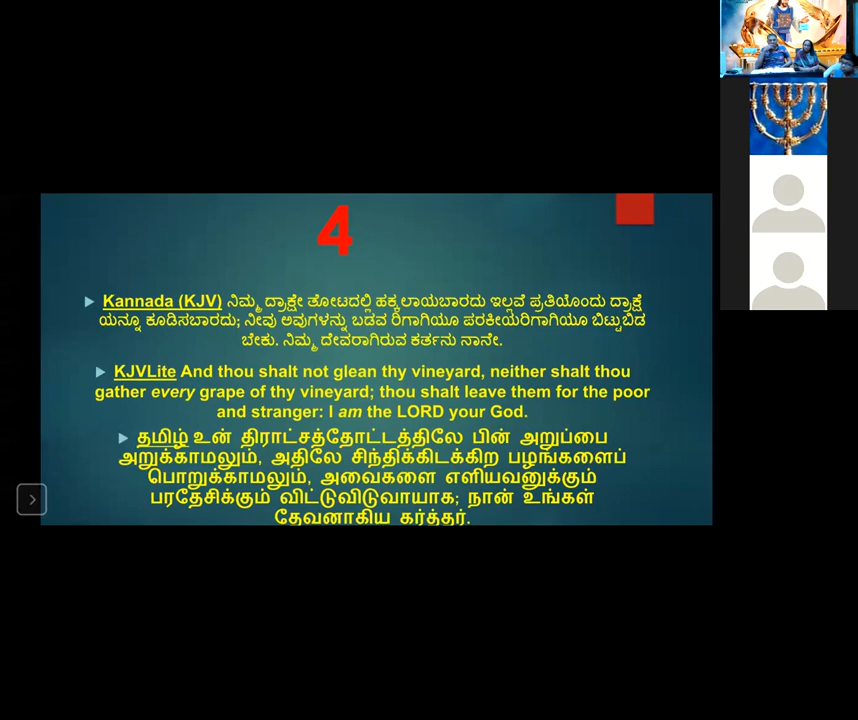 4
Kannada (KJV) ನಿಮ್ಮ ದ್ರಾಕ್ಷೇ ತೋಟದಲ್ಲಿ ಹಕ್ಕಲಾಯಬಾರದು ಇಲ್ಲವೆ ಪ್ರತಿಯೊಂದು ದ್ರಾಕ್ಷೆ
ಯನ್ನೂ ಕೂಡಿಸಬಾರದು; ನೀವು ಅವುಗಳನ್ನು ಬಡವ ರಿಗಾಗಿಯೂ ಪರಕೀಯರಿಗಾಗಿಯೂ ಬಿಟ್ಟುಬಿಡ
ಬೇಕು. ನಿಮ್ಮ ದೇವರಾಗಿರುವ ಕರ್ತನು ನಾನೇ.
KJVLite And thou shalt not glean thy vineyard, neither shalt thou
gather every grape of thy vineyard; thou shalt leave them for the poor
and stranger: I am the LORD your God.
தமிழ் உன் திராட்சத்தோட்டத்திலே பின் அறுப்பை
அறுக்காமலும், அதிலே சிந்திக்கிடக்கிற பழங்களைப்
பொறுக்காமலும், அவைகளை எளியவனுக்கும்
பரதேசிக்கும் விட்டுவிடுவாயாக; நான் உங்கள்
தேவனாகிய கர்த்தர்.